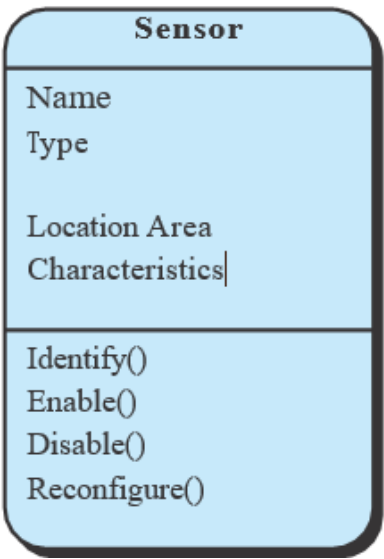 Sensor
Name
Type
Location Area
Characteristics
Identify()
Enable()
Disable()
Reconfigure()